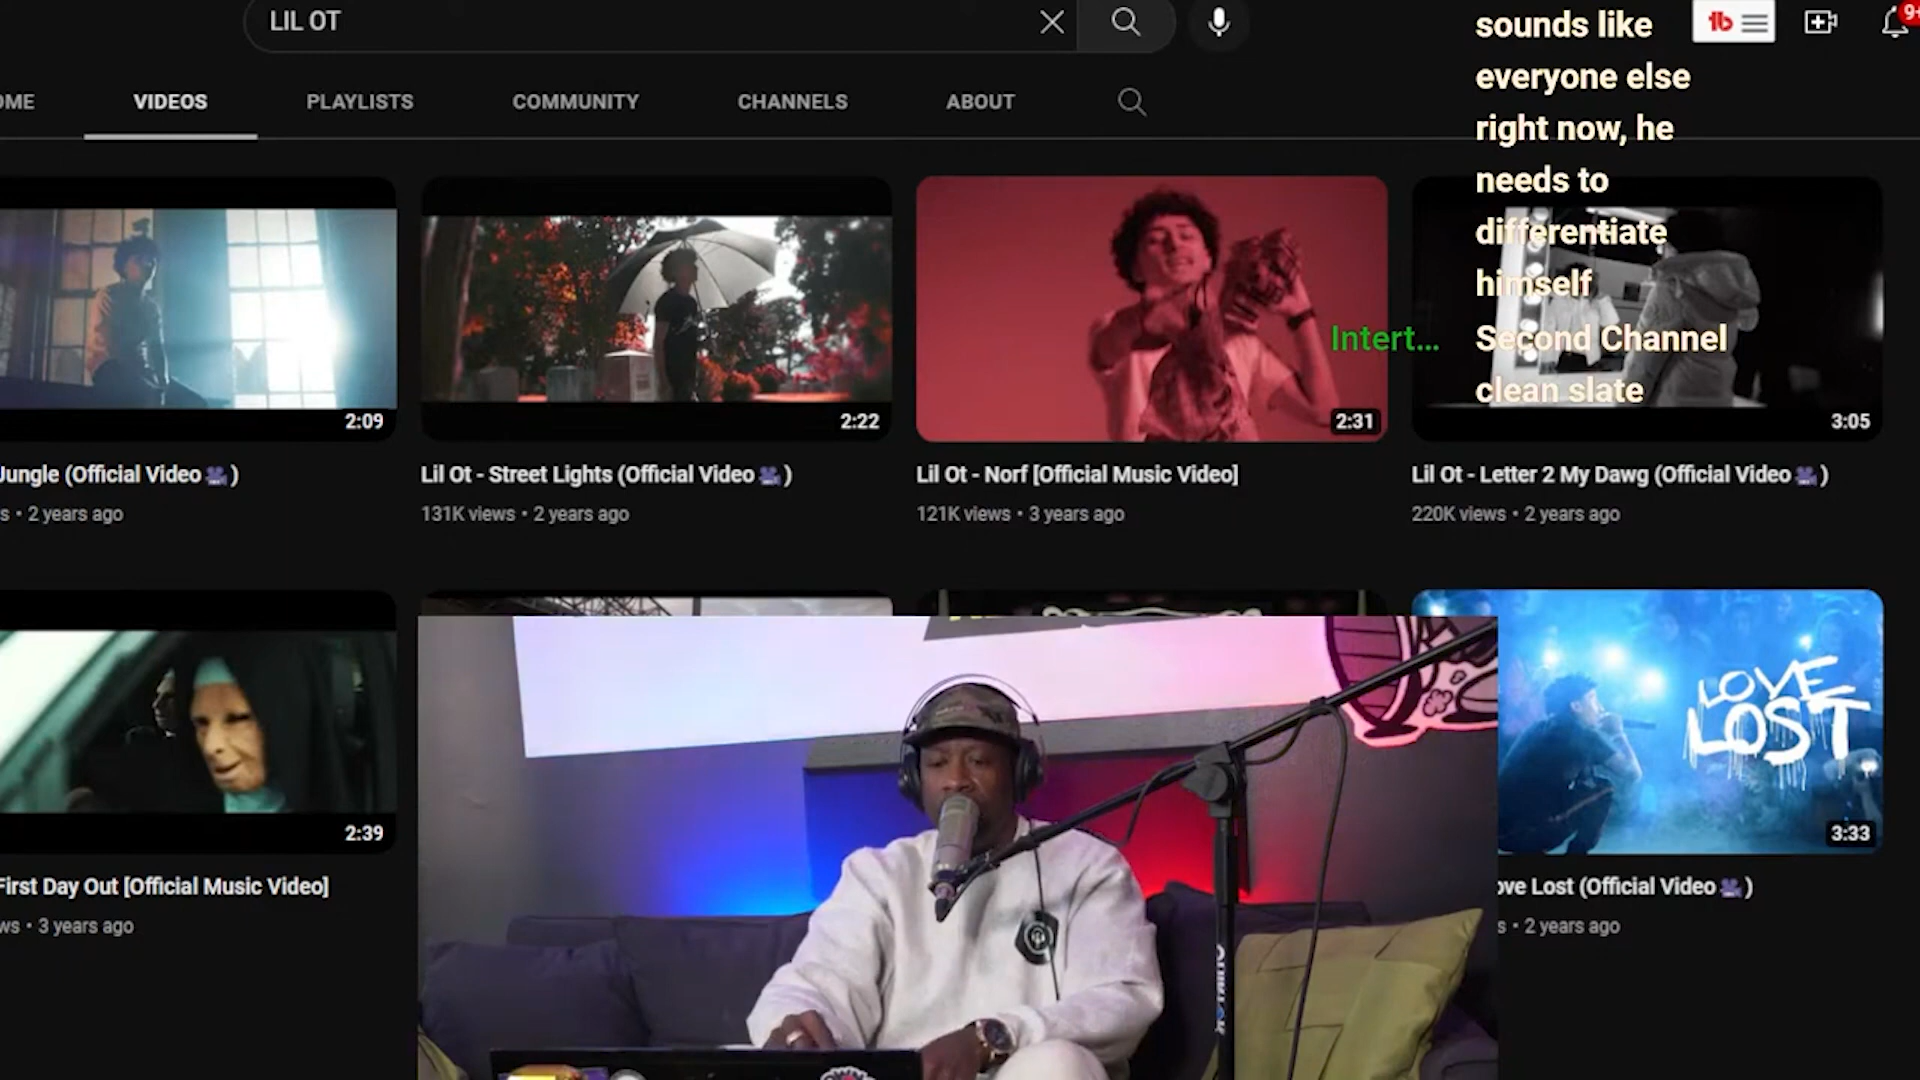 LIL OT
9+
OME
VIDEOS
PLAYLISTS
COMMUNITY
CHANNELS
ABOUT
sounds like
everyone else
right now, he
needs to
differentiate
himself
Intert...
Second Channel
clean slate
2:09
2:22
2:31
3:05
Jungle (Official Video🎥)
Lil Ot - Street Lights (Official Video🎥)
Lil Ot - Norf [Official Music Video]
Lil Ot - Letter 2 My Dawg (Official Video🎥)
s • 2 years ago
131K views • 2 years ago
121K views • 3 years ago
220K views • 2 years ago
LOVE
LOST
2:39
3:33
First Day Out [Official Music Video]
ove Lost (Official Video🎥)
ws • 3 years ago
s • 2 years ago